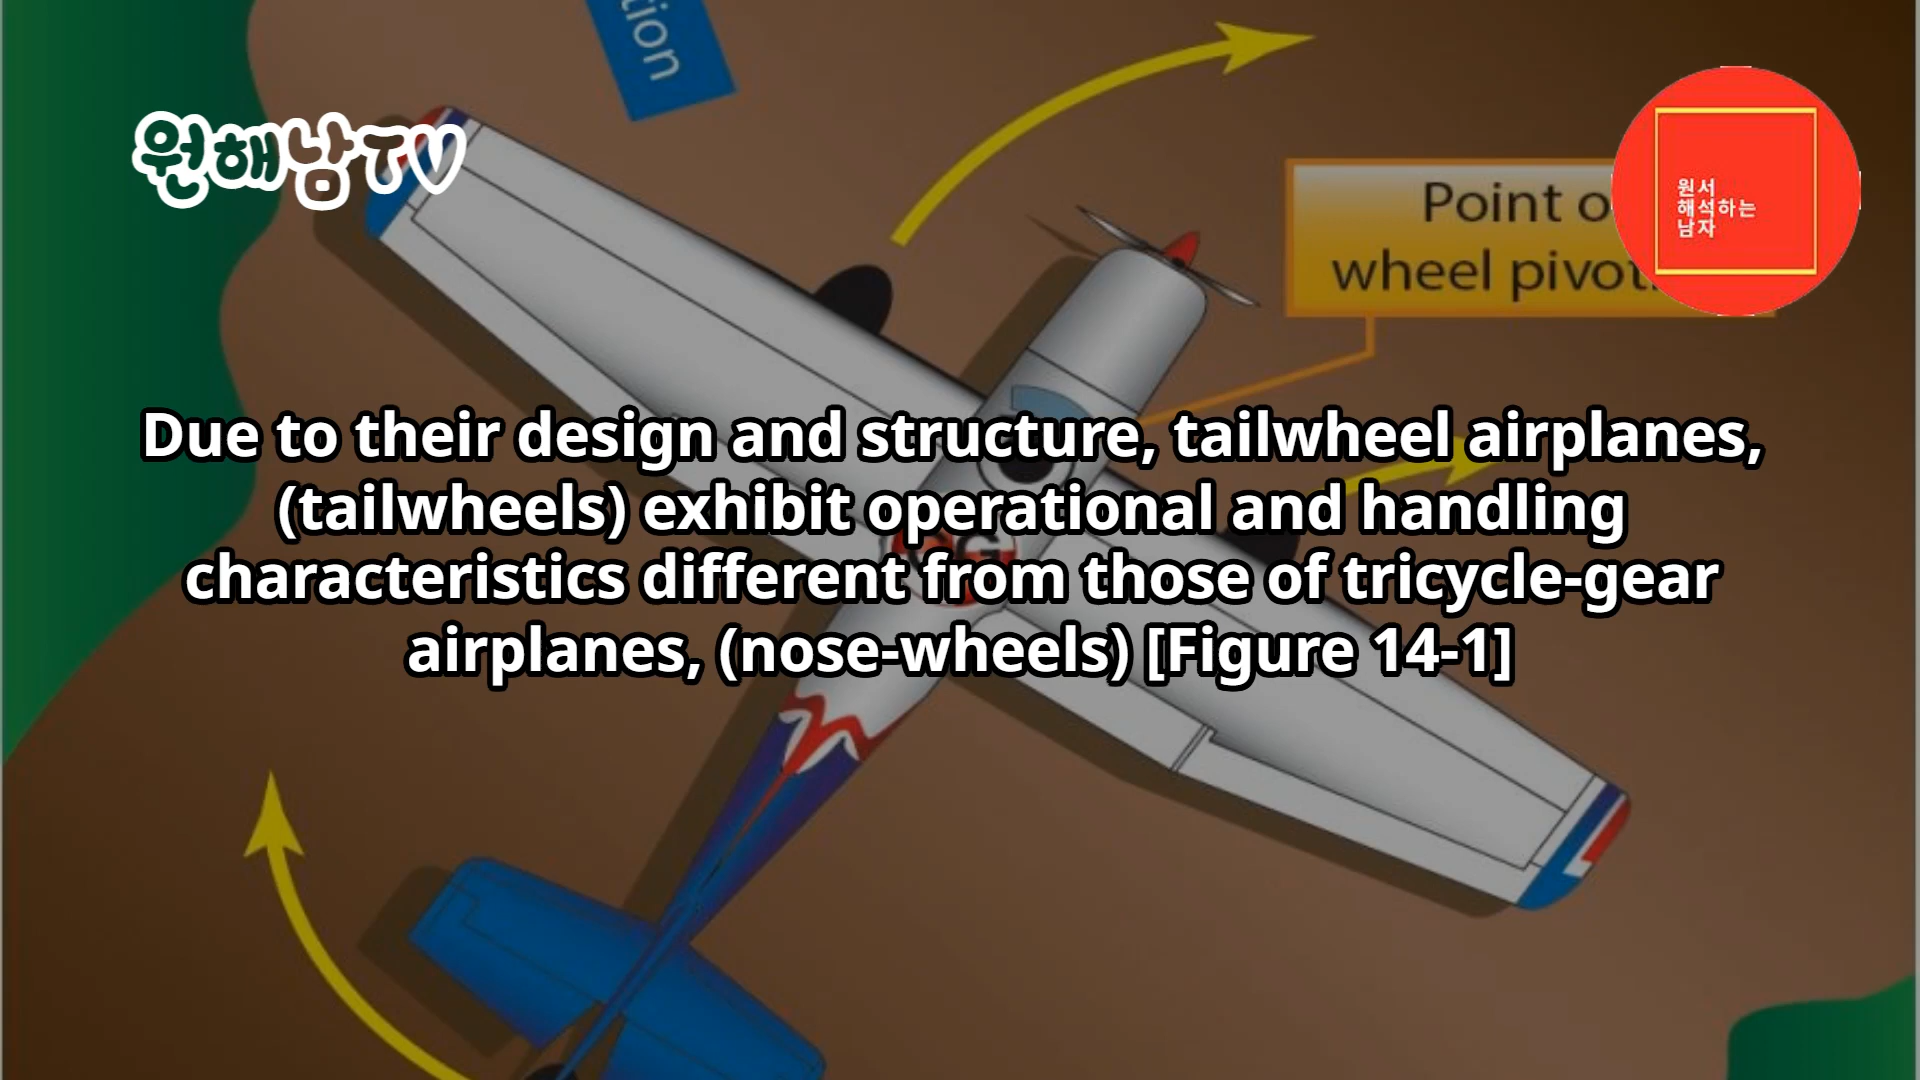 tion
원해남TV
Point o
wheel pivot
원서
해석하는
남자
Due to their design and structure, tailwheel airplanes,
(tailwheels) exhibit operational and handling
characteristics different from those of tricycle-gear
airplanes, (nose-wheels) [Figure 14-1]
CG